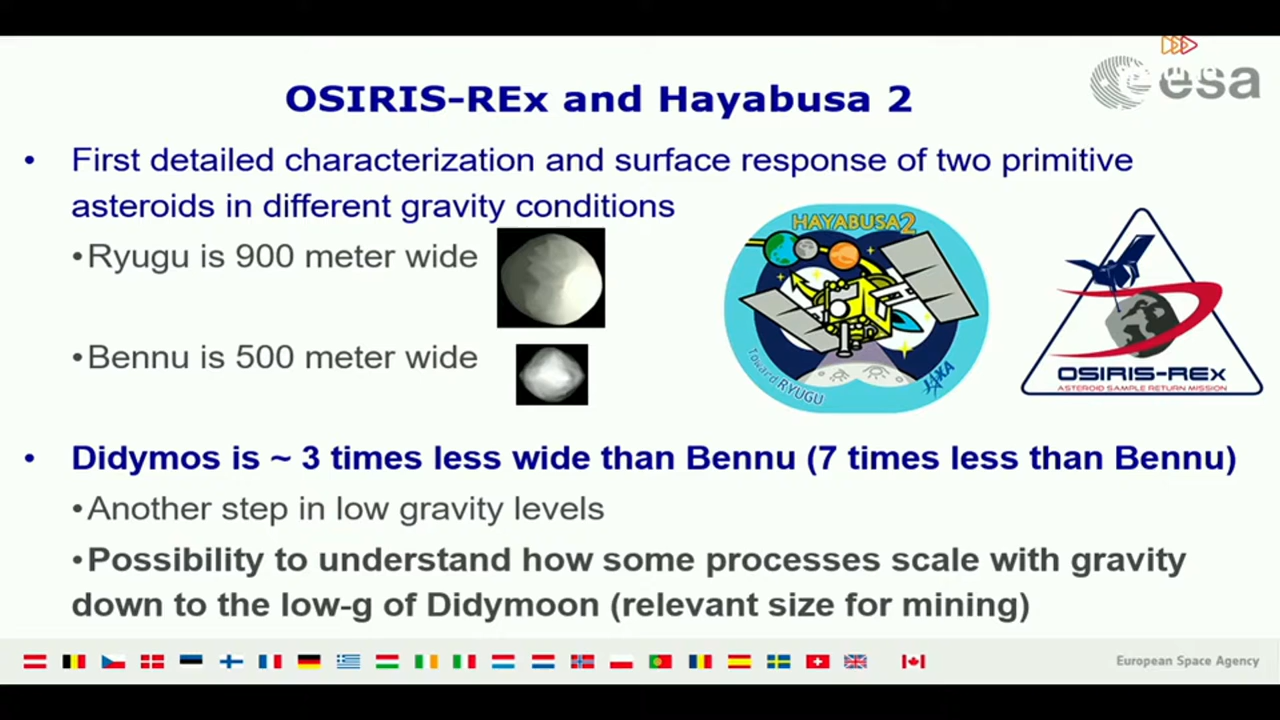 esa
OSIRIS-REx and Hayabusa 2
• First detailed characterization and surface response of two primitive
asteroids in different gravity conditions
•Ryugu is 900 meter wide
•Bennu is 500 meter wide
HAYABUSA2
Toward RYUGU
JAXA
OSIRIS-REx
ASTEROID SAMPLE RETURN MISSION
• Didymos is ~ 3 times less wide than Bennu (7 times less than Bennu)
•Another step in low gravity levels
•Possibility to understand how some processes scale with gravity
down to the low-g of Didymoon (relevant size for mining)
European Space Agency